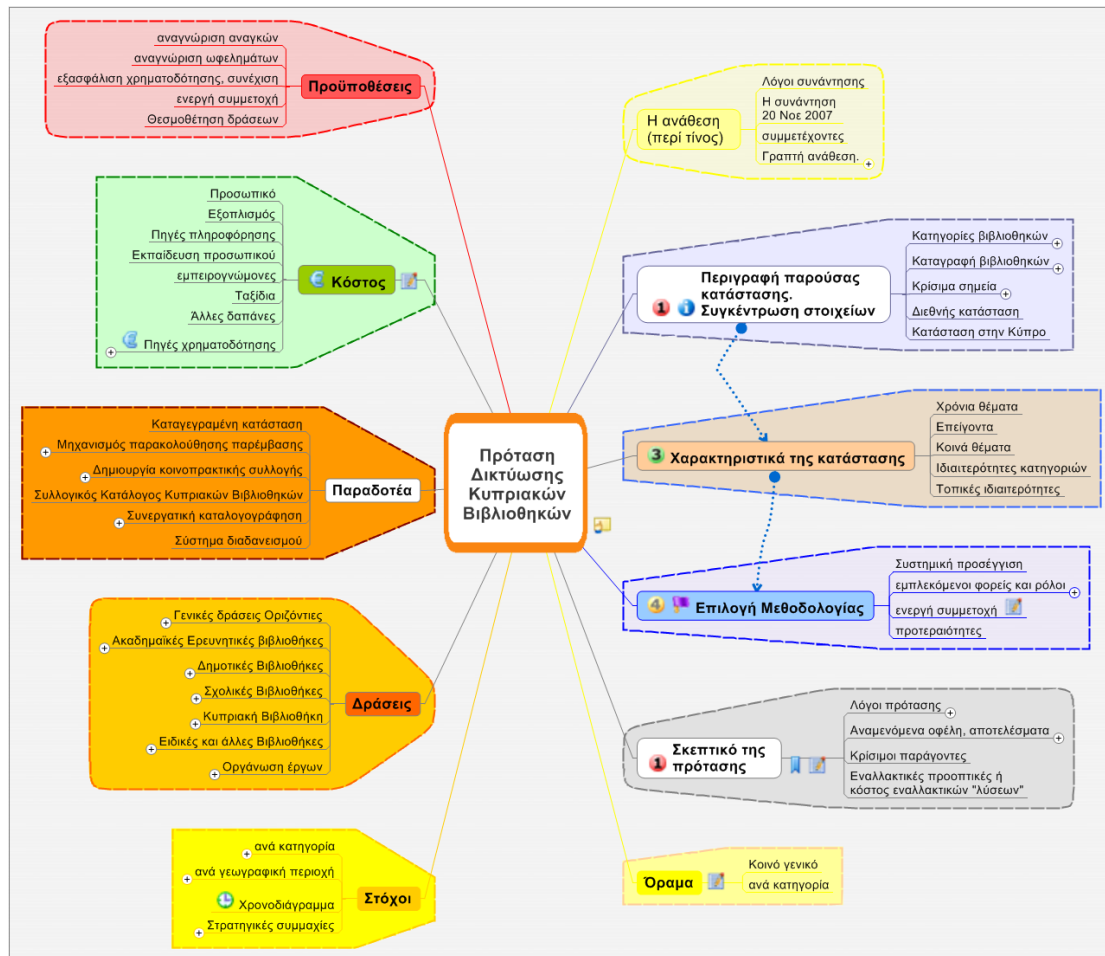 Πρόταση
Δικτύωσης
Κυπριακών
Βιβλιοθηκών
Η ανάθεση
(περί τίνος)
Λόγοι συνάντησης
Η συνάντηση
20 Νοε 2007
συμμετέχοντες
Γραπτή ανάθεση.
1 Περιγραφή παρούσας
κατάστασης.
Συγκέντρωση στοιχείων
Κατηγορίες βιβλιοθηκών
Καταγραφή βιβλιοθηκών
Κρίσιμα σημεία
Διεθνής κατάσταση
Κατάσταση στην Κύπρο
3 Χαρακτηριστικά της κατάστασης
Χρόνια θέματα
Επείγοντα
Κοινά θέματα
Ιδιαιτερότητες κατηγοριών
Τοπικές ιδιαιτερότητες
4 Επιλογή Μεθοδολογίας
Συστημική προσέγγιση
εμπλεκόμενοι φορείς και ρόλοι
ενεργή συμμετοχή
προτεραιότητες
1 Σκεπτικό της
πρότασης
Λόγοι πρότασης
Αναμενόμενα οφέλη, αποτελέσματα
Κρίσιμοι παράγοντες
Εναλλακτικές προοπτικές ή
κόστος εναλλακτικών "λύσεων"
Όραμα
Κοινό γενικό
ανά κατηγορία
Προϋποθέσεις
αναγνώριση αναγκών
αναγνώριση ωφελημάτων
εξασφάλιση χρηματοδότησης, συνέχιση
ενεργή συμμετοχή
Θεσμοθέτηση δράσεων
Κόστος
Προσωπικό
Εξοπλισμός
Πηγές πληροφόρησης
Εκπαίδευση προσωπικού
εμπειρογνώμονες
Ταξίδια
Άλλες δαπάνες
Πηγές χρηματοδότησης
Παραδοτέα
Καταγεγραμένη κατάσταση
Μηχανισμός παρακολούθησης παρέμβασης
Δημιουργία κοινοπρακτικής συλλογής
Συλλογικός Κατάλογος Κυπριακών Βιβλιοθηκών
Συνεργατική καταλογογράφηση
Σύστημα διαδανεισμού
Δράσεις
Γενικές δράσεις Οριζόντιες
Ακαδημαϊκές Ερευνητικές βιβλιοθήκες
Δημοτικές Βιβλιοθήκες
Σχολικές Βιβλιοθήκες
Κυπριακή Βιβλιοθήκη
Ειδικές και άλλες Βιβλιοθήκες
Οργάνωση έργων
Στόχοι
ανά κατηγορία
ανά γεωγραφική περιοχή
Χρονοδιάγραμμα
Στρατηγικές συμμαχίες